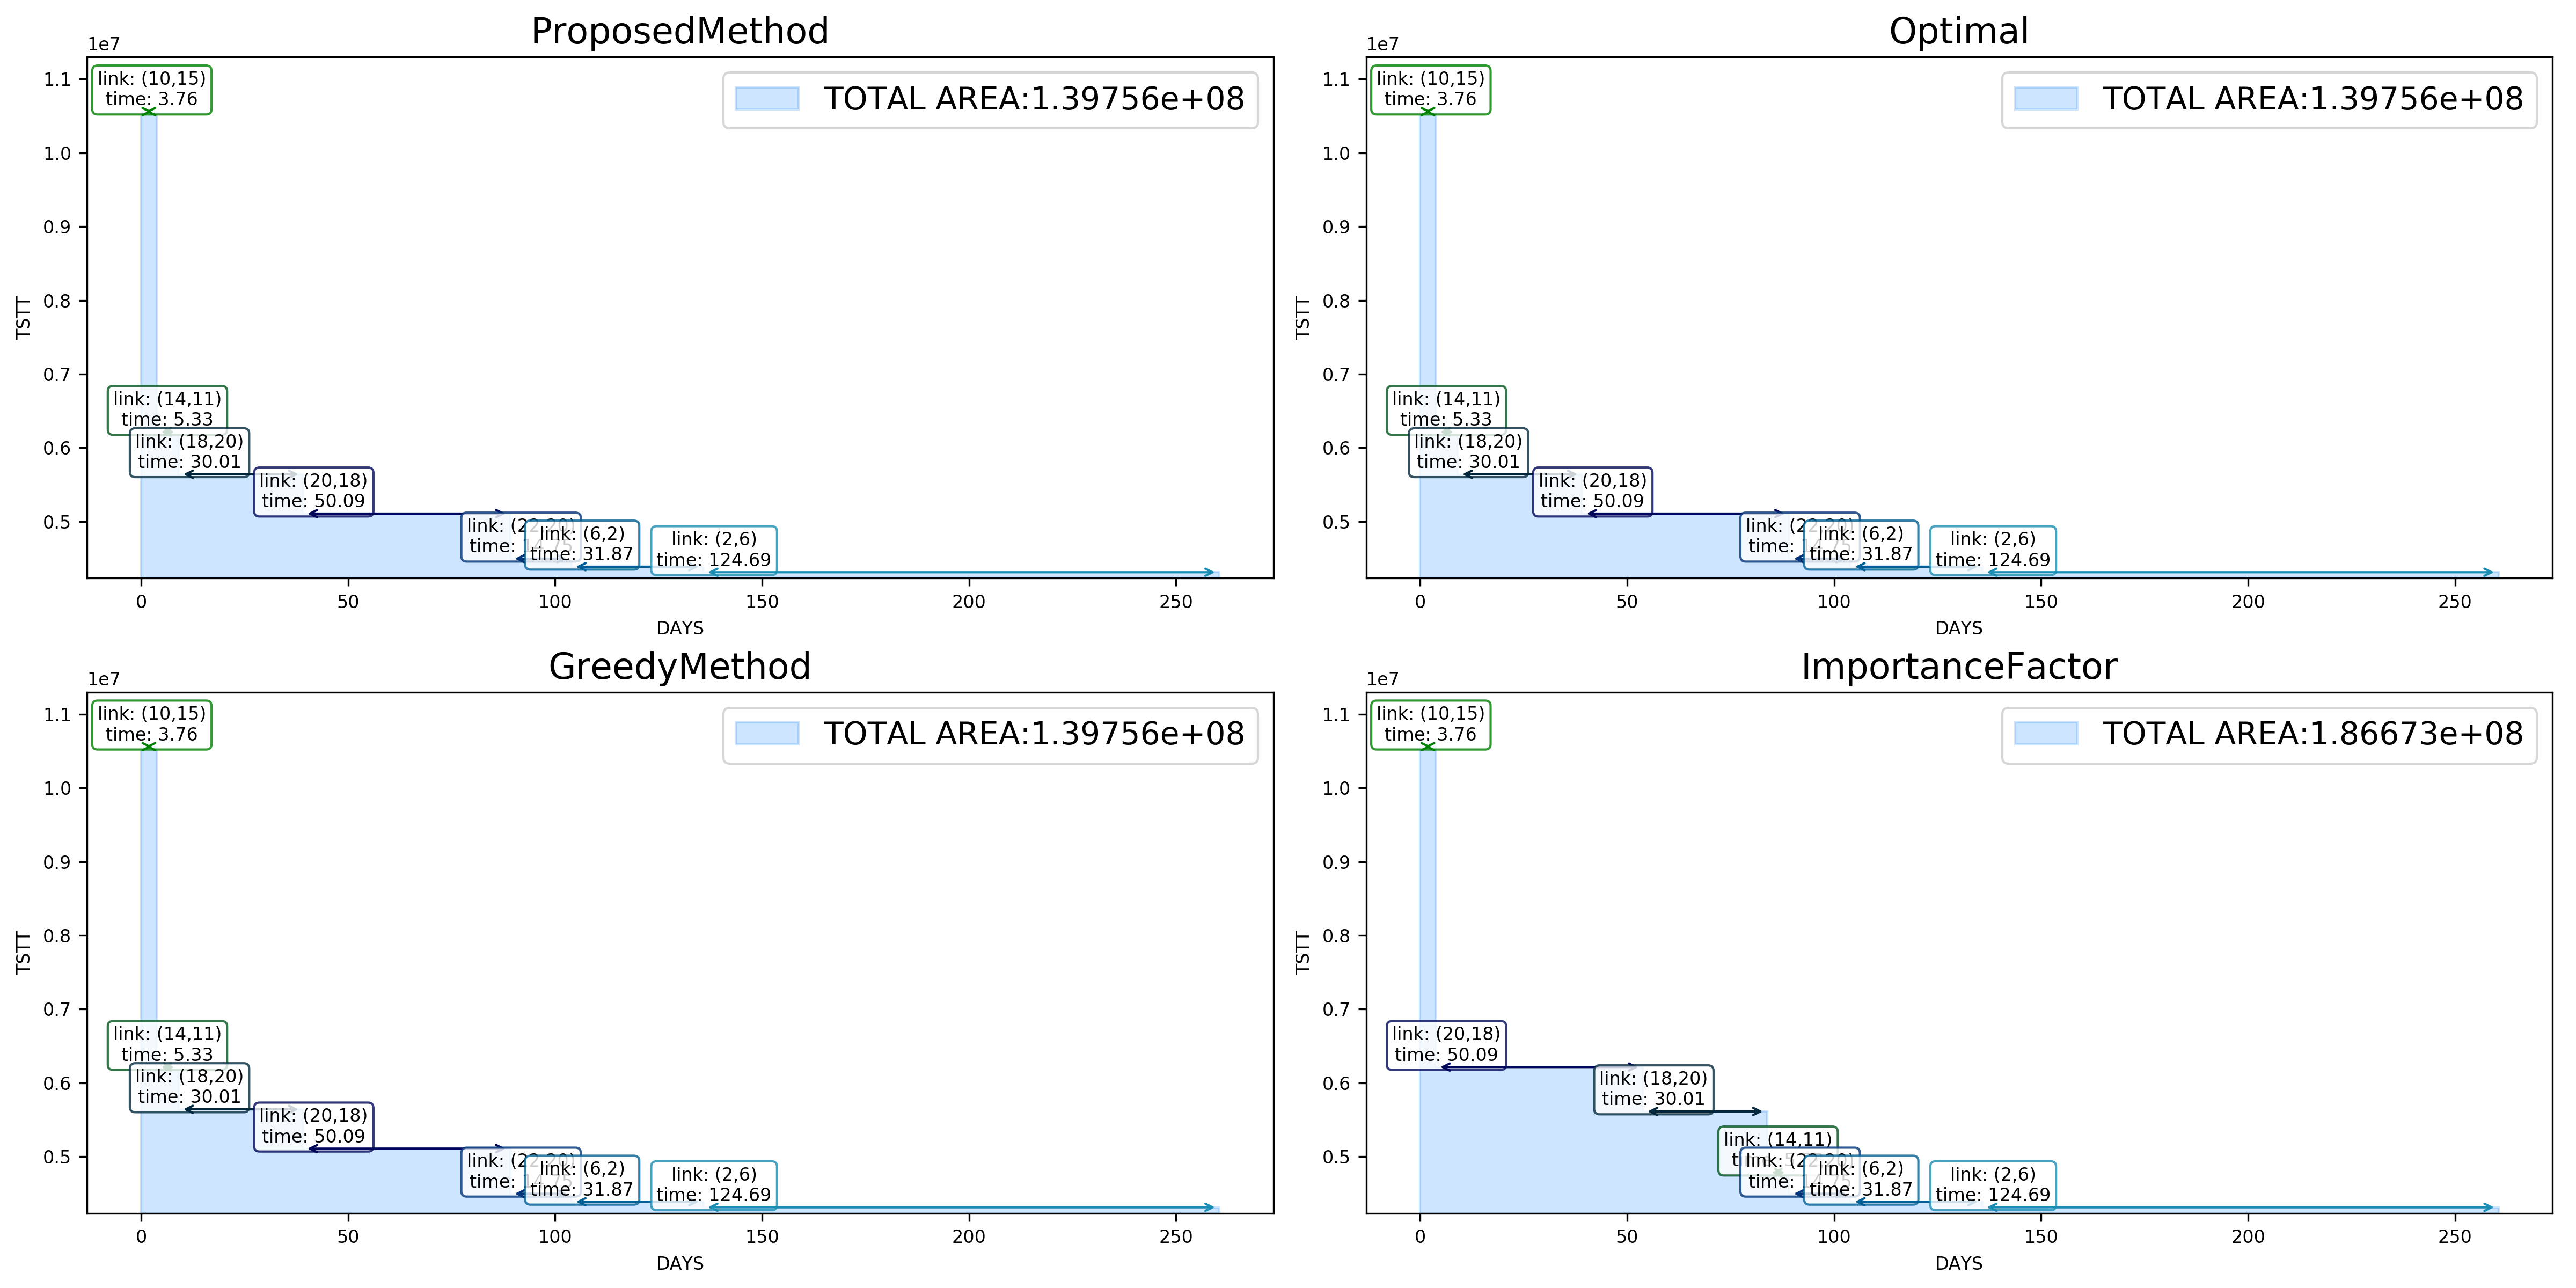 ProposedMethod
1e7
TOTAL AREA:1.39756e+08
link: (10,15)
time: 3.76
link: (14,11)
time: 5.33
link: (18,20)
time: 30.01
link: (20,18)
time: 50.09
link:
time:
link: (6,2)
time: 31.87
link: (2,6)
time: 124.69
1.1
1.0
0.9
0.8
0.7
0.6
0.5
TSTT
0 50 100 150 200 250
DAYS
Optimal
1e7
TOTAL AREA:1.39756e+08
link: (10,15)
time: 3.76
link: (14,11)
time: 5.33
link: (18,20)
time: 30.01
link: (20,18)
time: 50.09
link:
time:
link: (6,2)
time: 31.87
link: (2,6)
time: 124.69
1.1
1.0
0.9
0.8
0.7
0.6
0.5
TSTT
0 50 100 150 200 250
DAYS
GreedyMethod
1e7
TOTAL AREA:1.39756e+08
link: (10,15)
time: 3.76
link: (14,11)
time: 5.33
link: (18,20)
time: 30.01
link: (20,18)
time: 50.09
link:
time:
link: (6,2)
time: 31.87
link: (2,6)
time: 124.69
1.1
1.0
0.9
0.8
0.7
0.6
0.5
TSTT
0 50 100 150 200 250
DAYS
ImportanceFactor
1e7
TOTAL AREA:1.86673e+08
link: (10,15)
time: 3.76
link: (20,18)
time: 50.09
link: (18,20)
time: 30.01
link: (14,11)
link:
time:
link: (6,2)
time: 31.87
link: (2,6)
time: 124.69
1.1
1.0
0.9
0.8
0.7
0.6
0.5
TSTT
0 50 100 150 200 250
DAYS